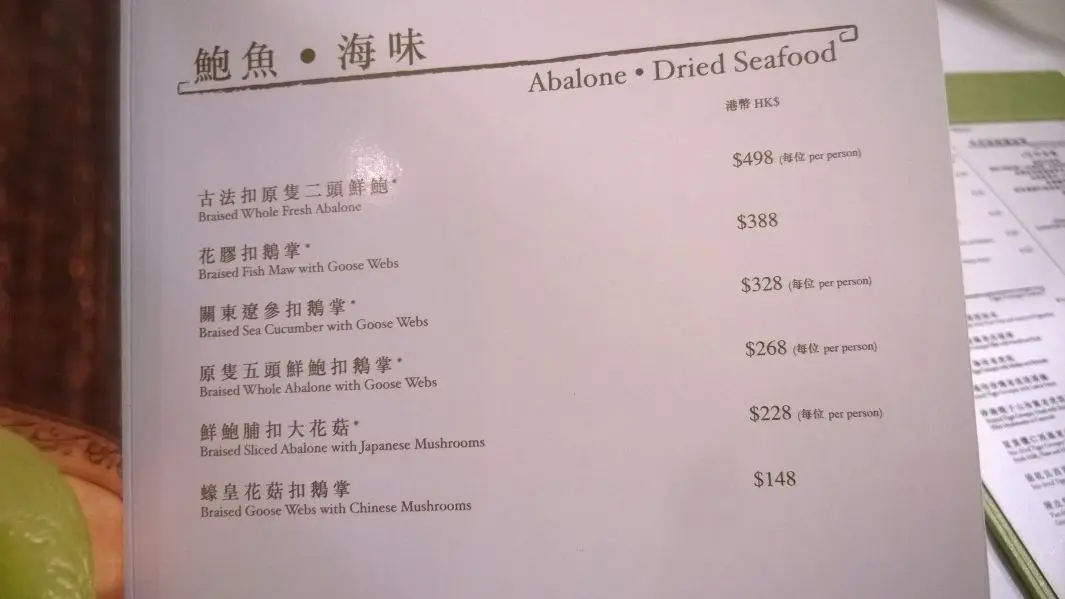 鮑魚 • 海味
Abalone • Dried Seafood
港幣 HK$
古法扣原隻二頭鮮鮑* $498 (每位 per person)
Braised Whole Fresh Abalone
花膠扣鵝掌* $388
Braised Fish Maw with Goose Webs
關東遼參扣鵝掌* $328 (每位 per person)
Braised Sea Cucumber with Goose Webs
原隻五頭鮮鮑扣鵝掌* $268 (每位 per person)
Braised Whole Abalone with Goose Webs
鮮鮑脯扣大花菇* $228 (每位 per person)
Braised Sliced Abalone with Japanese Mushrooms
蠔皇花菇扣鵝掌 $148
Braised Goose Webs with Chinese Mushrooms